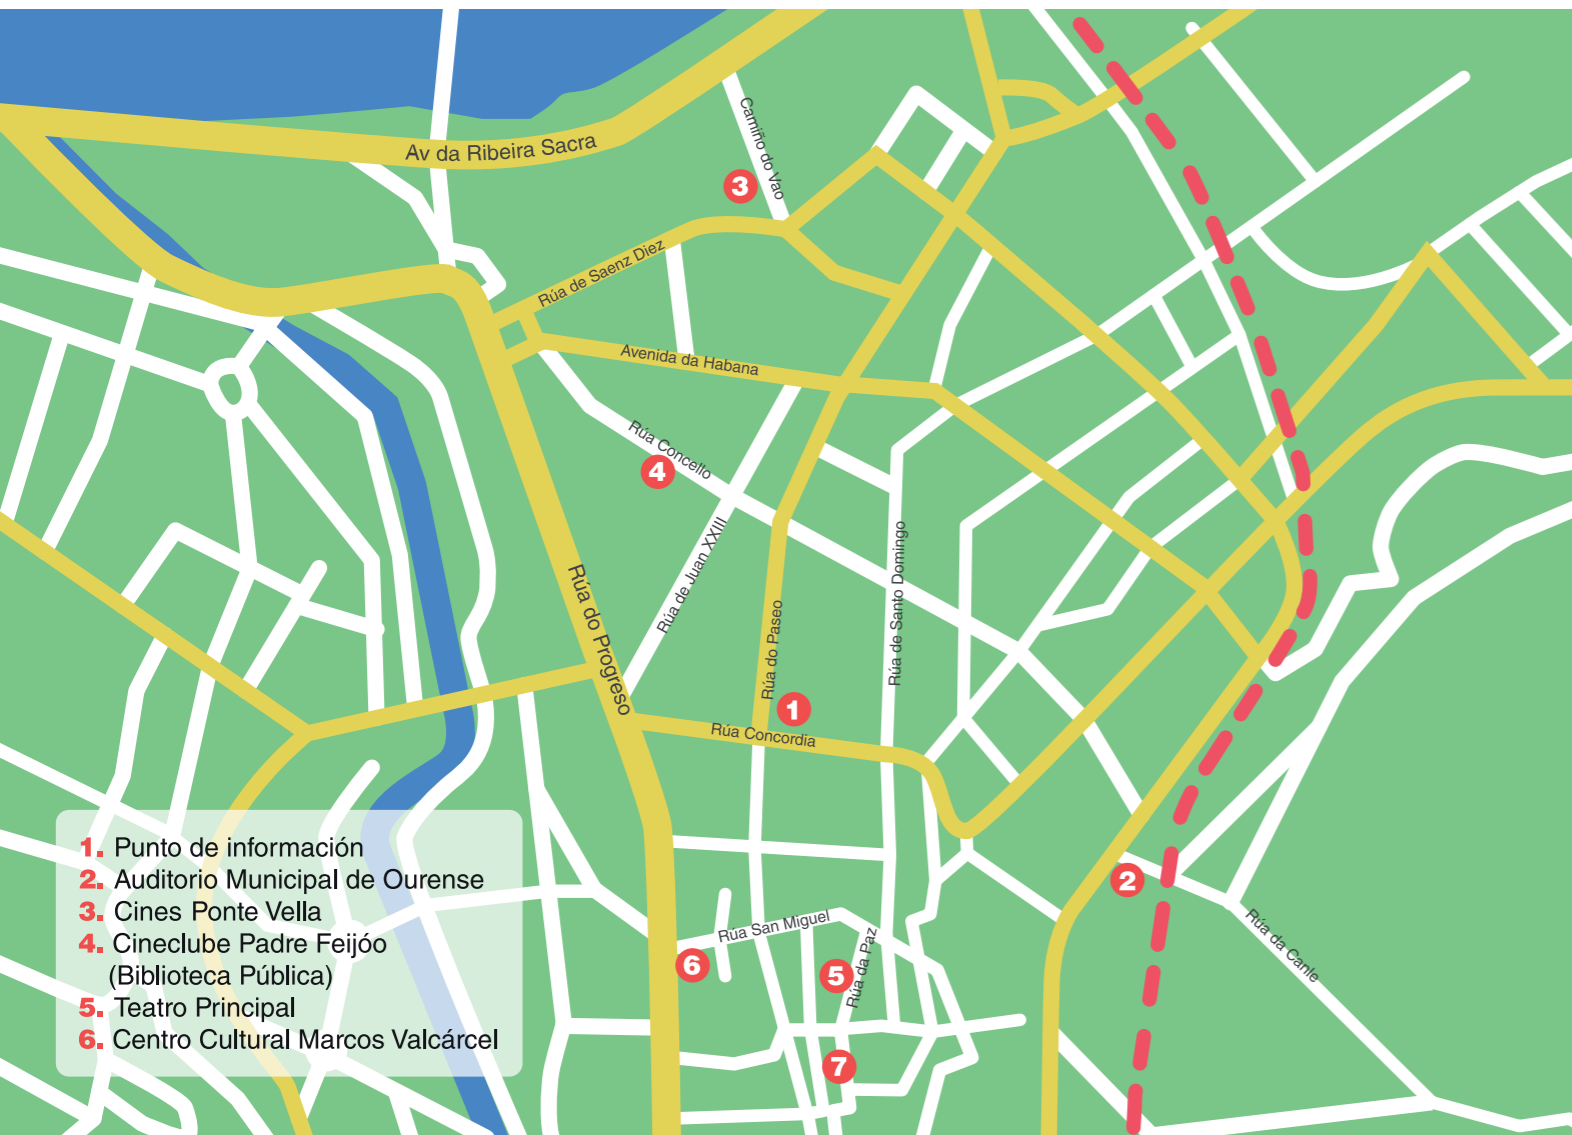 Av da Ribeira Sacra
Camiño do Vao
3
Rúa de Saenz Diez
Avenida da Habana
Rúa Concello
4
Rúa de Juan XXIII
Rúa de Santo Domingo
Rúa do Progreso
Rúa do Paseo
1
Rúa Concordia
2
Rúa San Miguel
6
5
Rúa da Paz
Rúa da Canle
7
1. Punto de información
2. Auditorio Municipal de Ourense
3. Cines Ponte Vella
4. Cineclube Padre Feijóo
(Biblioteca Pública)
5. Teatro Principal
6. Centro Cultural Marcos Valcárcel